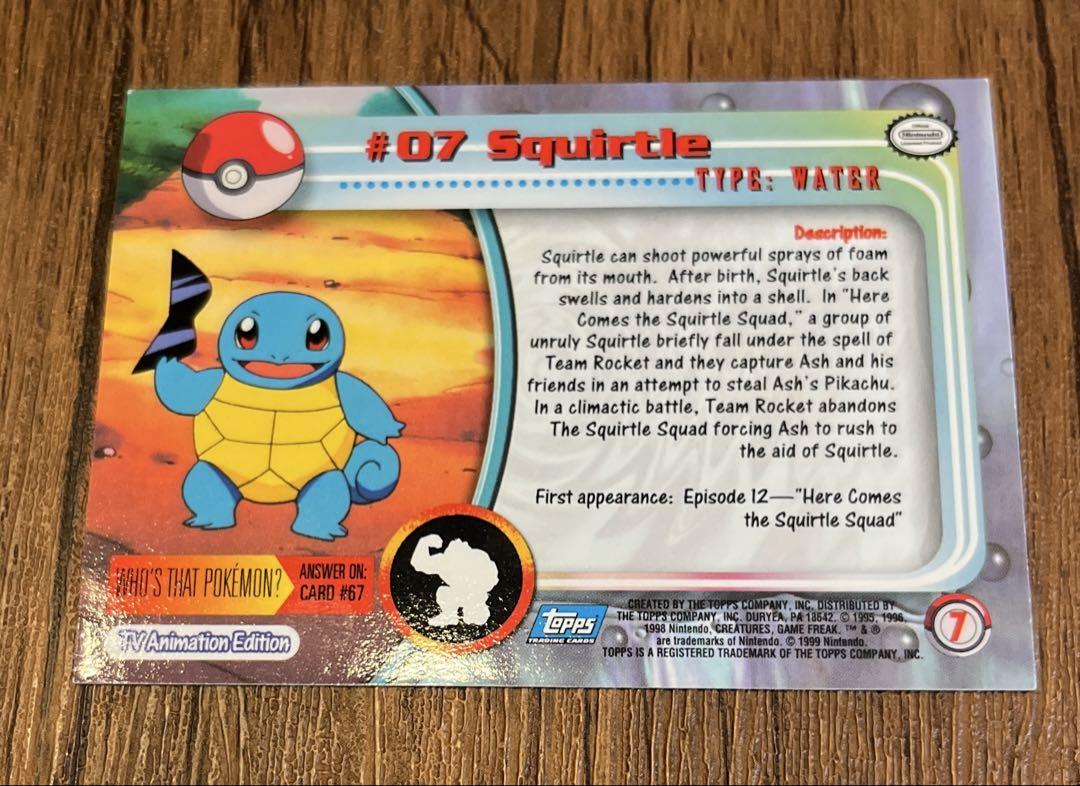 #07 Squirtle
Official
Nintendo
Licensed Product
TYPE: WATER
Description:
Squirtle can shoot powerful sprays of foam
from its mouth. After birth, Squirtle's back
swells and hardens into a shell. In "Here
Comes the Squirtle Squad," a group of
unruly Squirtle briefly fall under the spell of
Team Rocket and they capture Ash and his
friends in an attempt to steal Ash's Pikachu.
In a climactic battle, Team Rocket abandons
The Squirtle Squad forcing Ash to rush to
the aid of Squirtle.
First appearance: Episode 12—"Here Comes
the Squirtle Squad"
WHO'S THAT POKÉMON?
ANSWER ON:
CARD #67
TV Animation Edition
topps
TRADING CARDS
CREATED BY THE TOPPS COMPANY, INC. DISTRIBUTED BY
THE TOPPS COMPANY, INC. DURYEA, PA 18642. © 1995, 1996,
1998 Nintendo, CREATURES, GAME FREAK. ™ & ®
are trademarks of Nintendo. © 1999 Nintendo.
TOPPS IS A REGISTERED TRADEMARK OF THE TOPPS COMPANY, INC.
7